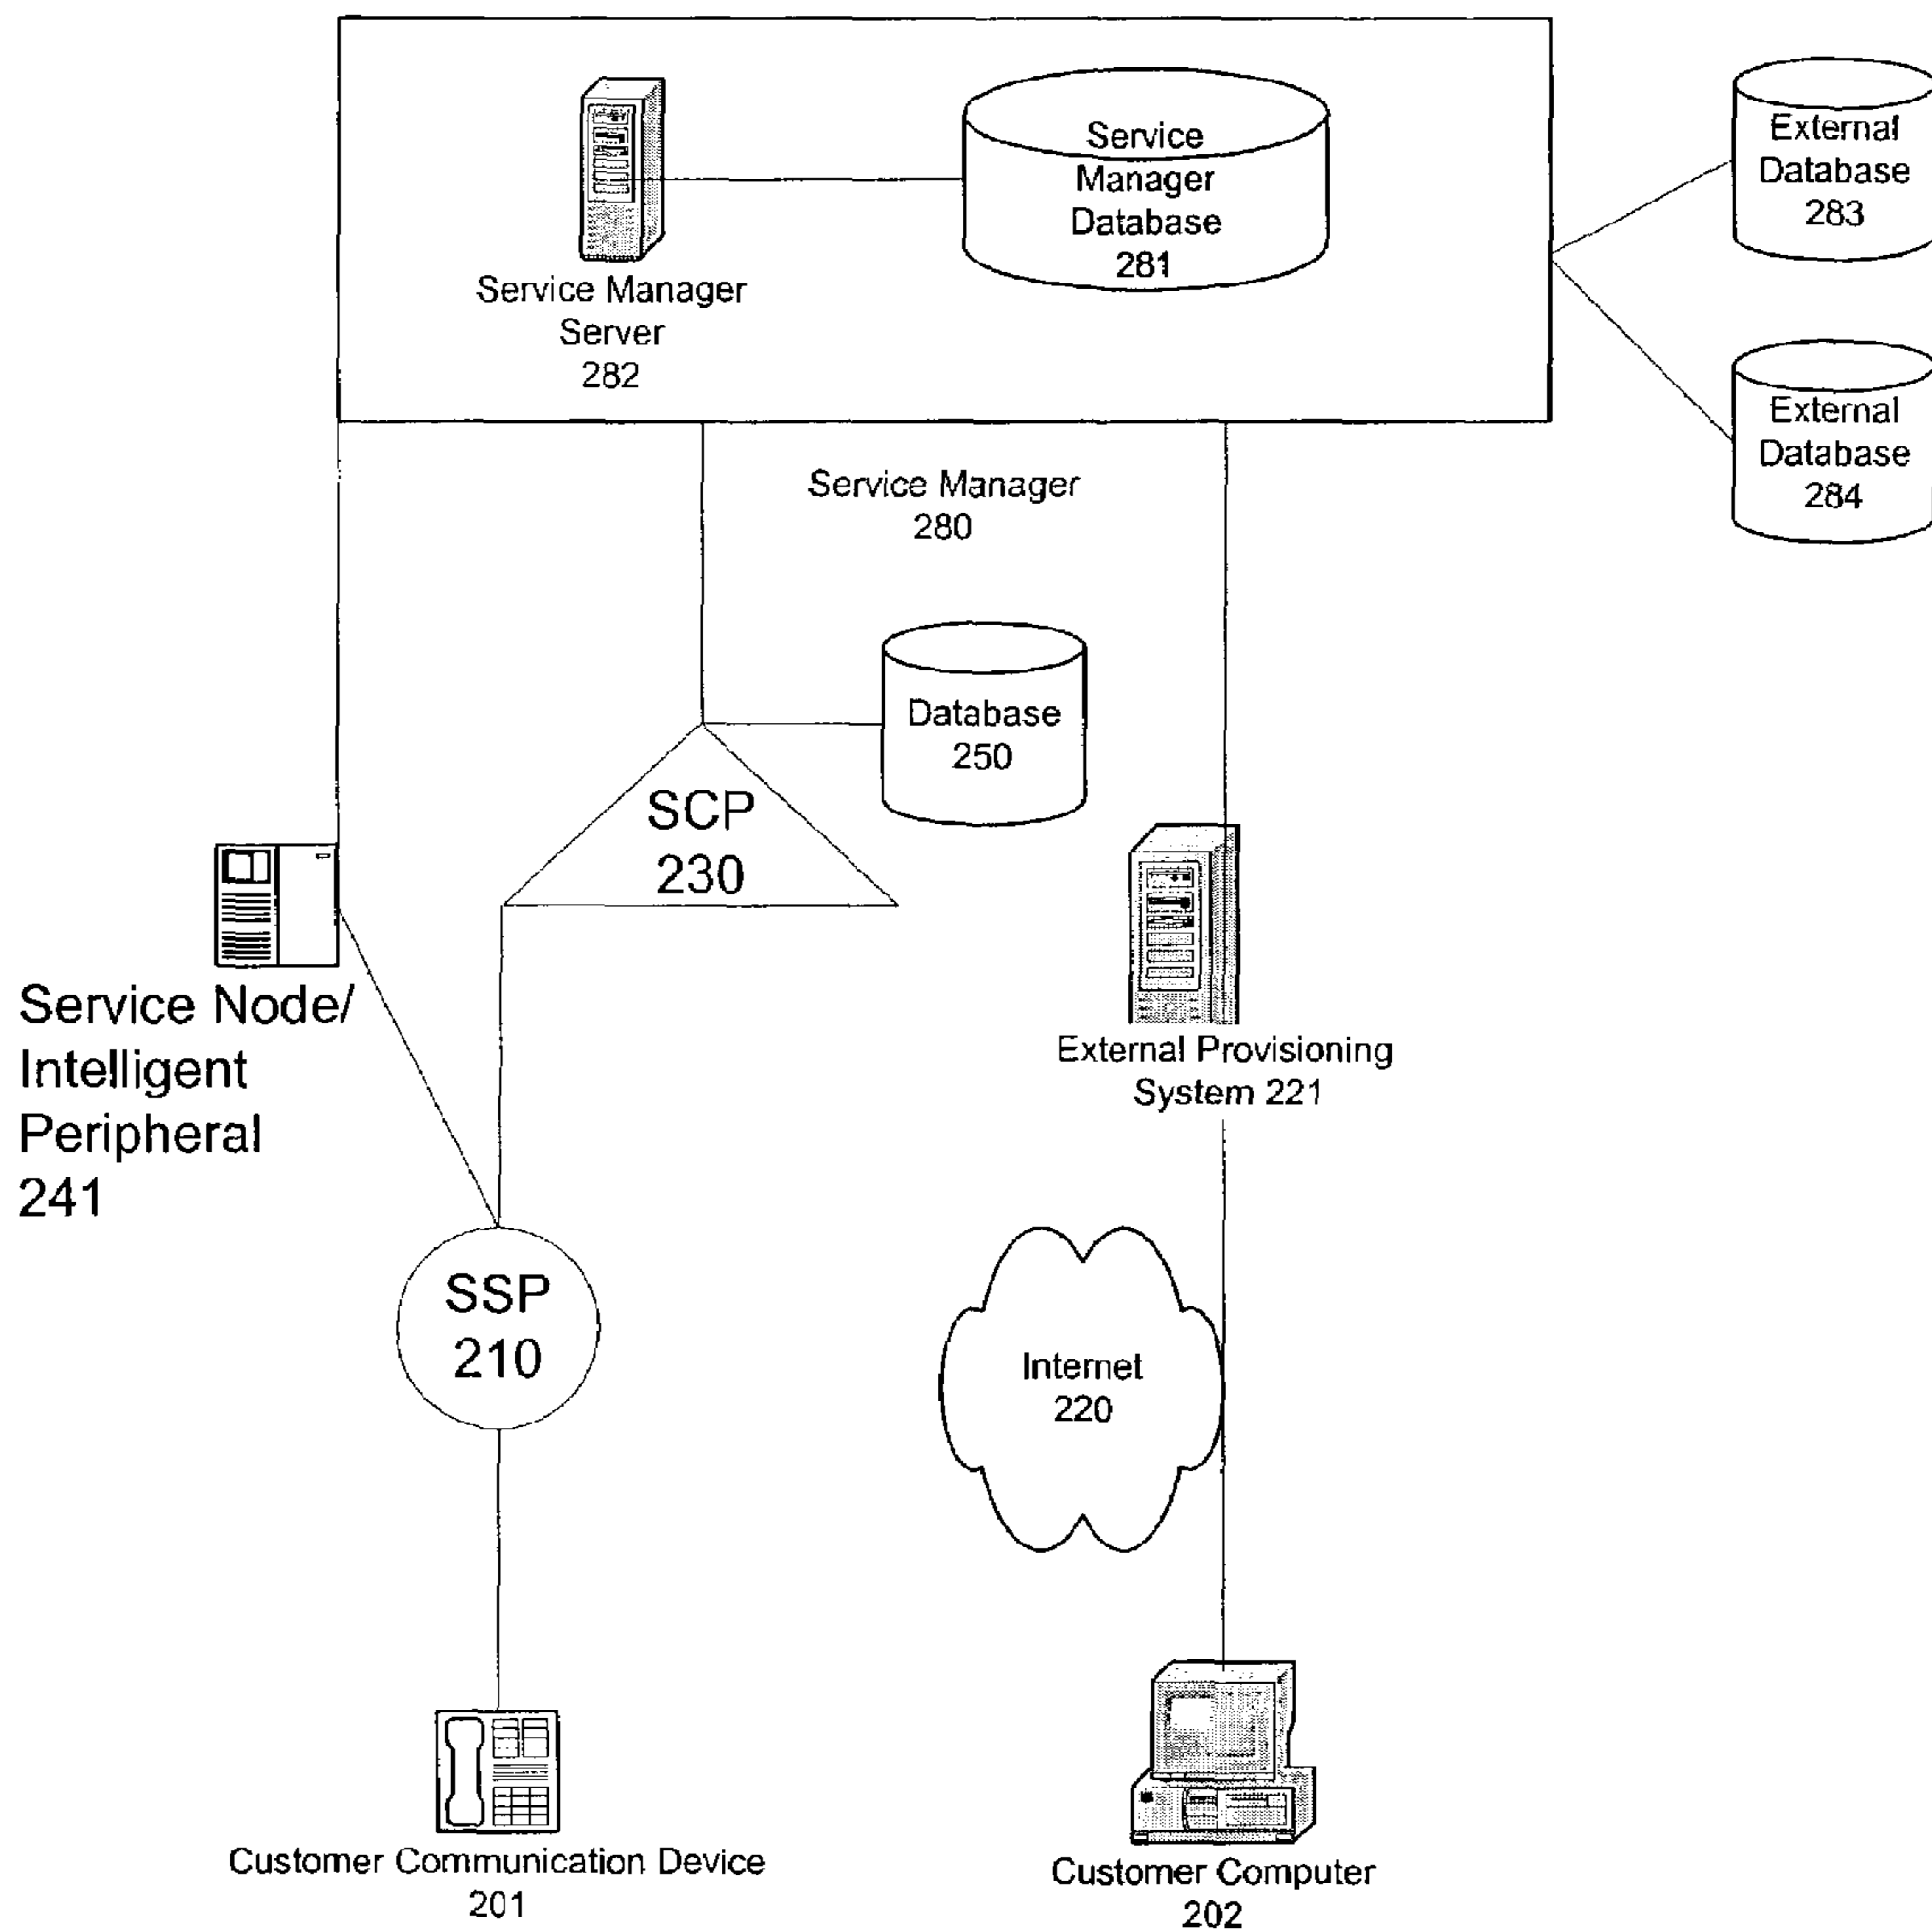 Service
Manager
Database
281
Service Manager
Server
282
External
Database
283
External
Database
284
Service Manager
280
Database
250
SCP
230
Service Node/
Intelligent
Peripheral
241
External Provisioning
System 221
SSP
210
Internet
220
Customer Communication Device
201
Customer Computer
202